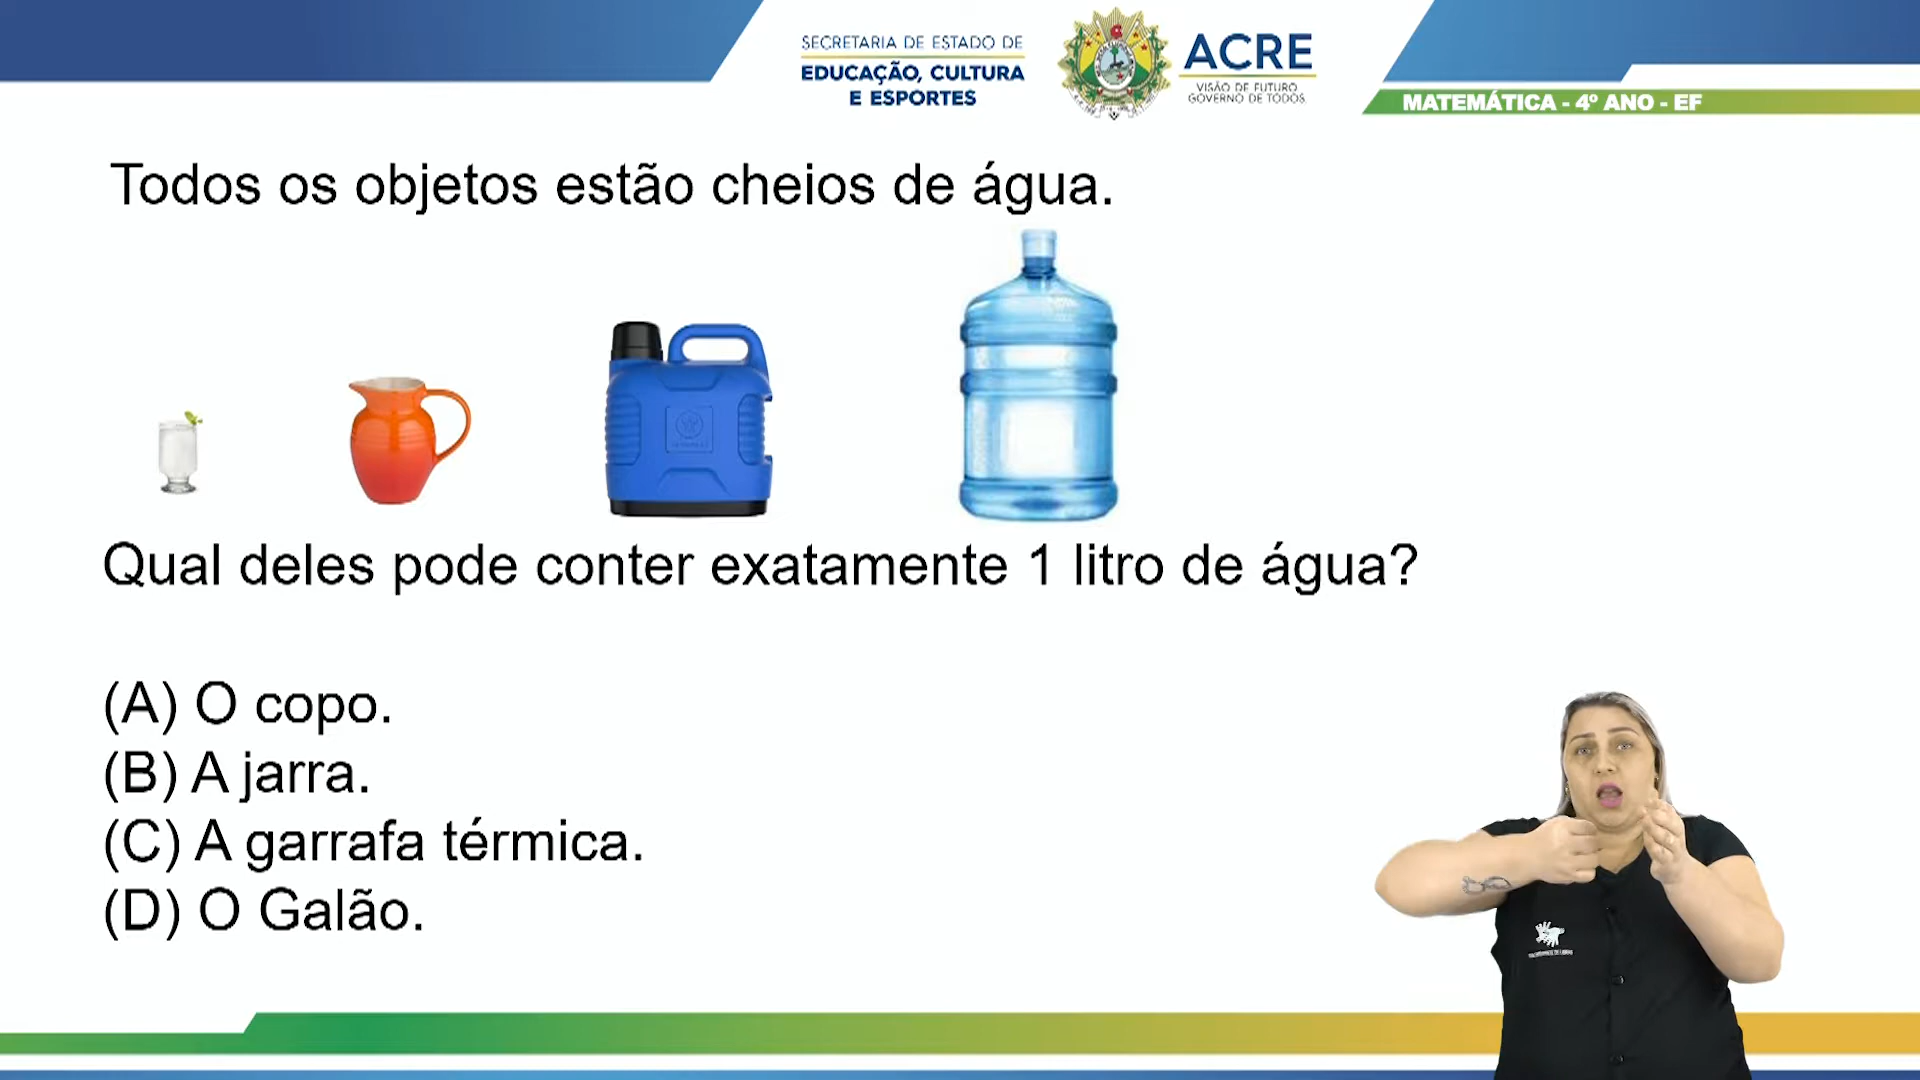 SECRETARIA DE ESTADO DE
EDUCAÇÃO, CULTURA
E ESPORTES
ACRE
VISÃO DE FUTURO
GOVERNO DE TODOS
MATEMÁTICA - 4º ANO - EF
Todos os objetos estão cheios de água.
Qual deles pode conter exatamente 1 litro de água?
(A) O copo.
(B) A jarra.
(C) A garrafa térmica.
(D) O Galão.